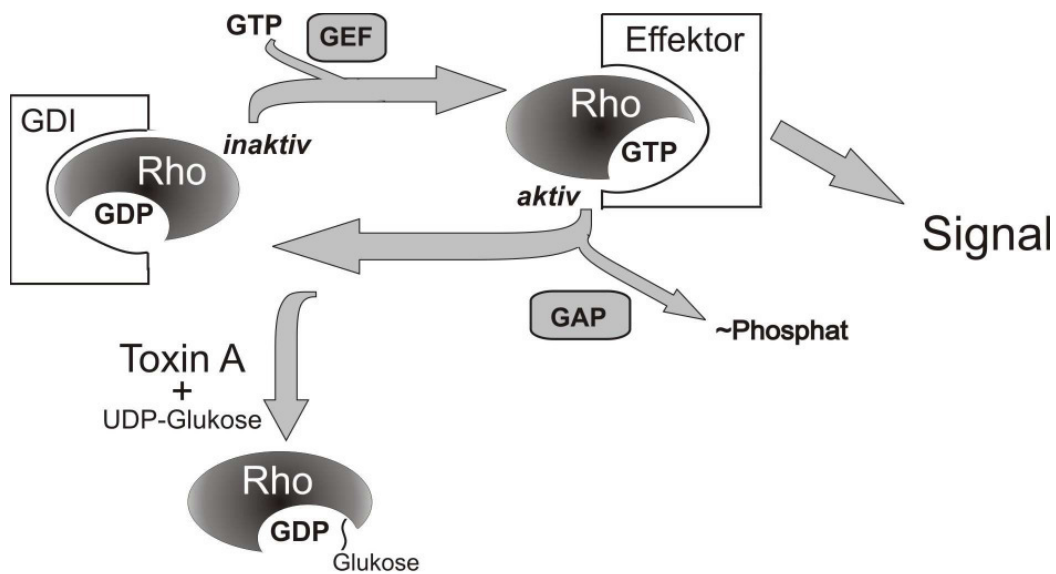 GTP
GEF
Effektor
GDI
Rho
GDP
inaktiv
Rho
GTP
aktiv
Signal
GAP
~Phosphat
Toxin A
+
UDP-Glukose
Rho
GDP
Glukose